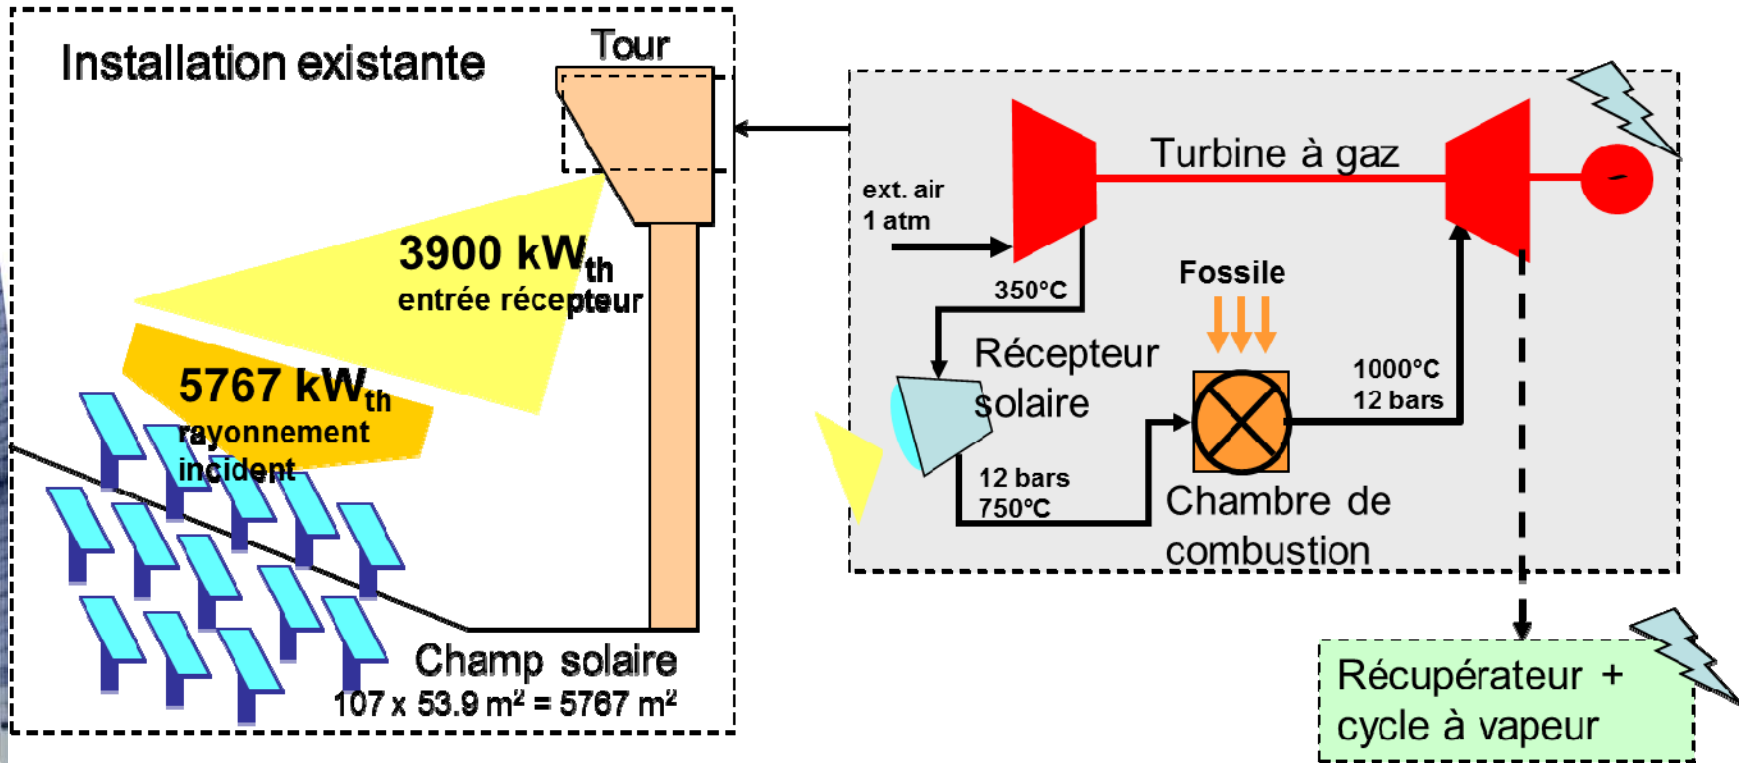 Installation existante
Tour
3900 kWth
entrée récepteur
5767 kWth
rayonnement
incident
Champ solaire
107 x 53.9 m² = 5767 m²
Turbine à gaz
ext. air
1 atm
350°C
Fossile
Récepteur
solaire
1000°C
12 bars
12 bars
750°C
Chambre de
combustion
Récupérateur +
cycle à vapeur